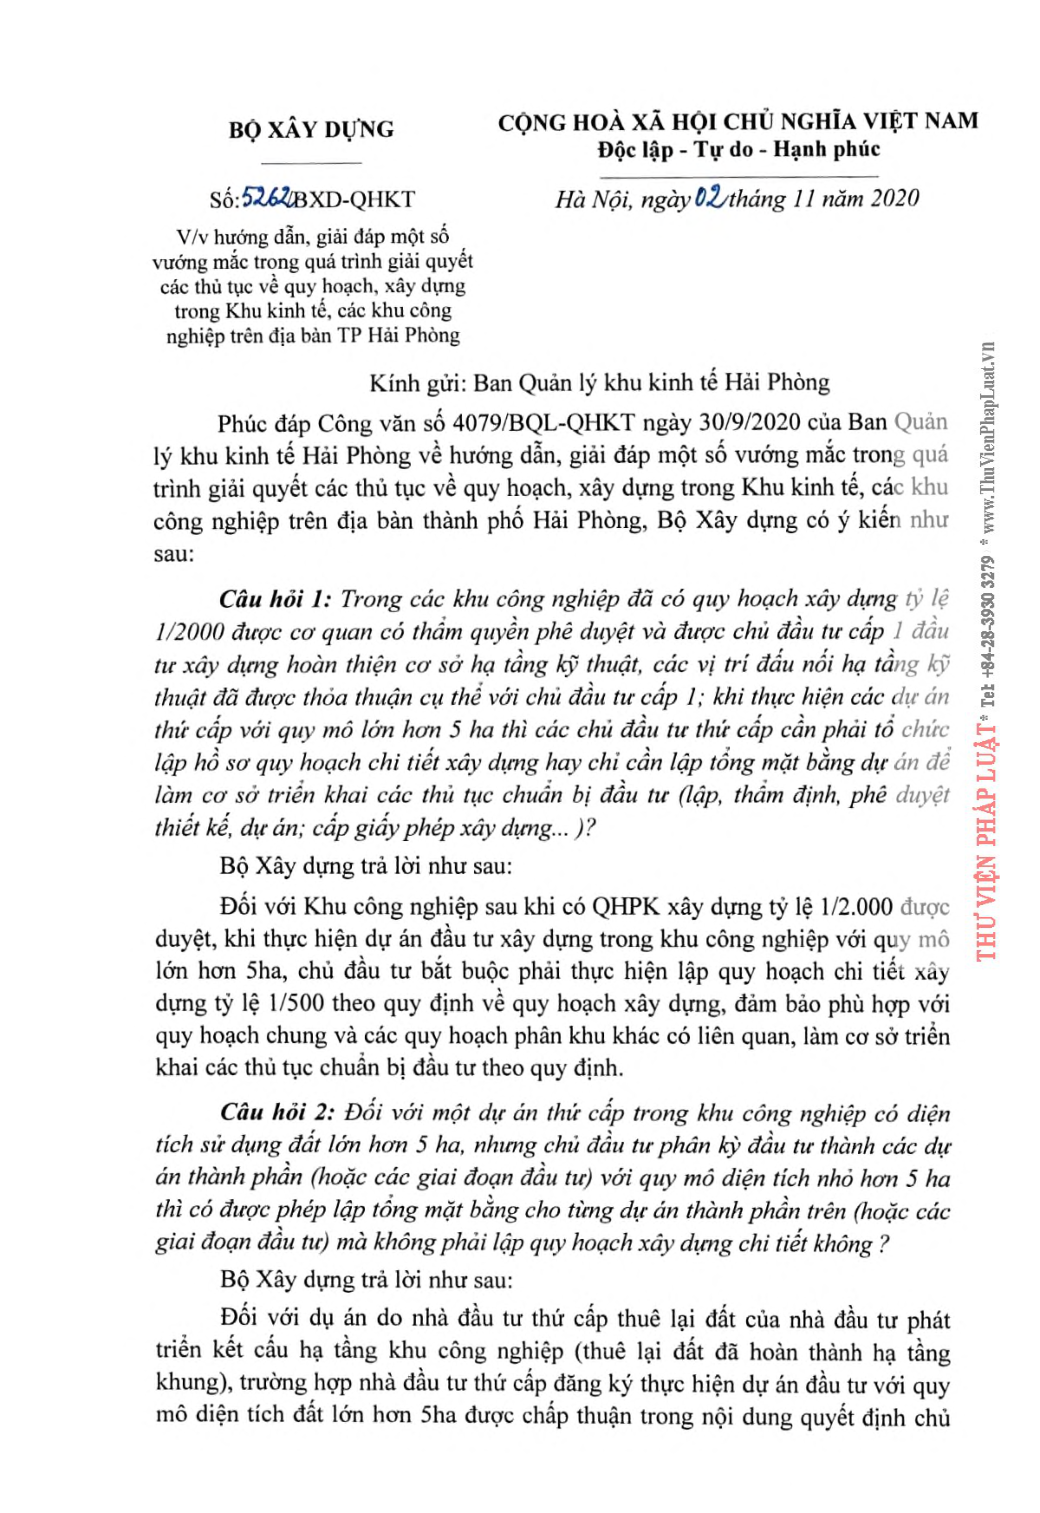 BỘ XÂY DỰNG
CỘNG HOÀ XÃ HỘI CHỦ NGHĨA VIỆT NAM
Độc lập - Tự do - Hạnh phúc
Số:5262/BXD-QHKT
Hà Nội, ngày 02 tháng 11 năm 2020
V/v hướng dẫn, giải đáp một số
vướng mắc trong quá trình giải quyết
các thủ tục về quy hoạch, xây dựng
trong Khu kinh tế, các khu công
nghiệp trên địa bàn TP Hải Phòng
Kính gửi: Ban Quản lý khu kinh tế Hải Phòng
Phúc đáp Công văn số 4079/BQL-QHKT ngày 30/9/2020 của Ban Quản
lý khu kinh tế Hải Phòng về hướng dẫn, giải đáp một số vướng mắc trong quá
trình giải quyết các thủ tục về quy hoạch, xây dựng trong Khu kinh tế, các khu
công nghiệp trên địa bàn thành phố Hải Phòng, Bộ Xây dựng có ý kiến như
sau:
Câu hỏi 1: Trong các khu công nghiệp đã có quy hoạch xây dựng tỷ lệ
1/2000 được cơ quan có thẩm quyền phê duyệt và được chủ đầu tư cấp 1 đầu
tư xây dựng hoàn thiện cơ sở hạ tầng kỹ thuật, các vị trí đấu nối hạ tầng kỹ
thuật đã được thỏa thuận cụ thể với chủ đầu tư cấp 1; khi thực hiện các dự án
thứ cấp với quy mô lớn hơn 5 ha thì các chủ đầu tư thứ cấp cần phải tổ chức
lập hồ sơ quy hoạch chi tiết xây dựng hay chỉ cần lập tổng mặt bằng dự án để
làm cơ sở triển khai các thủ tục chuẩn bị đầu tư (lập, thẩm định, phê duyệt
thiết kế, dự án; cấp giấy phép xây dựng... )?
Bộ Xây dựng trả lời như sau:
Đối với Khu công nghiệp sau khi có QHPK xây dựng tỷ lệ 1/2.000 được
duyệt, khi thực hiện dự án đầu tư xây dựng trong khu công nghiệp với quy mô
lớn hơn 5ha, chủ đầu tư bắt buộc phải thực hiện lập quy hoạch chi tiết xây
dựng tỷ lệ 1/500 theo quy định về quy hoạch xây dựng, đảm bảo phù hợp với
quy hoạch chung và các quy hoạch phân khu khác có liên quan, làm cơ sở triển
khai các thủ tục chuẩn bị đầu tư theo quy định.
Câu hỏi 2: Đối với một dự án thứ cấp trong khu công nghiệp có diện
tích sử dụng đất lớn hơn 5 ha, nhưng chủ đầu tư phân kỳ đầu tư thành các dự
án thành phần (hoặc các giai đoạn đầu tư) với quy mô diện tích nhỏ hơn 5 ha
thì có được phép lập tổng mặt bằng cho từng dự án thành phần trên (hoặc các
giai đoạn đầu tư) mà không phải lập quy hoạch xây dựng chi tiết không ?
Bộ Xây dựng trả lời như sau:
Đối với dụ án do nhà đầu tư thứ cấp thuê lại đất của nhà đầu tư phát
triển kết cấu hạ tầng khu công nghiệp (thuê lại đất đã hoàn thành hạ tầng
khung), trường hợp nhà đầu tư thứ cấp đăng ký thực hiện dự án đầu tư với quy
mô diện tích đất lớn hơn 5ha được chấp thuận trong nội dung quyết định chủ
THƯ VIỆN PHÁP LUẬT * Tel: +84-28-3930 3279 * www.ThuVienPhapLuat.vn